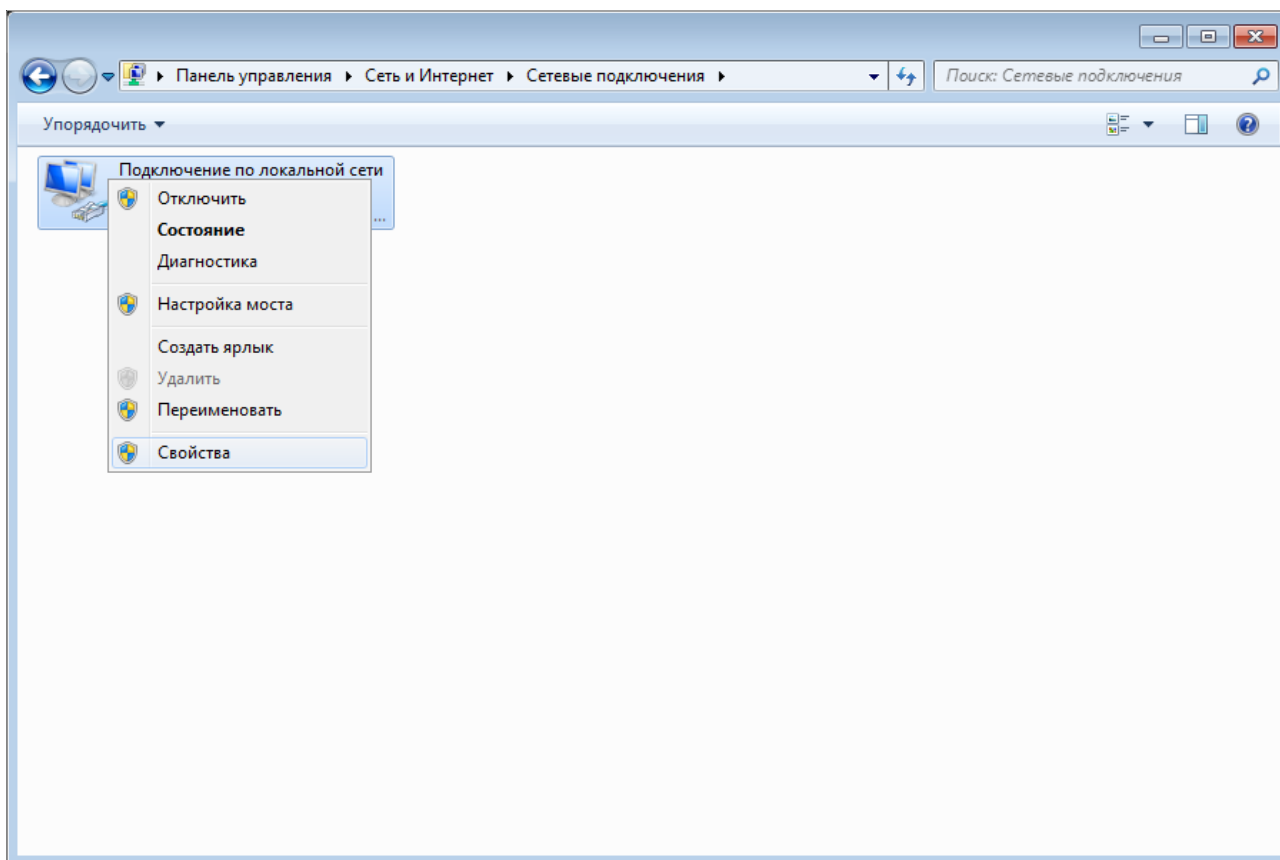 Панель управления Сеть и Интернет Сетевые подключения Поиск: Сетевые подключения
Упорядочить
Подключение по локальной сети
...
Отключить
Состояние
Диагностика
Настройка моста
Создать ярлык
Удалить
Переименовать
Свойства